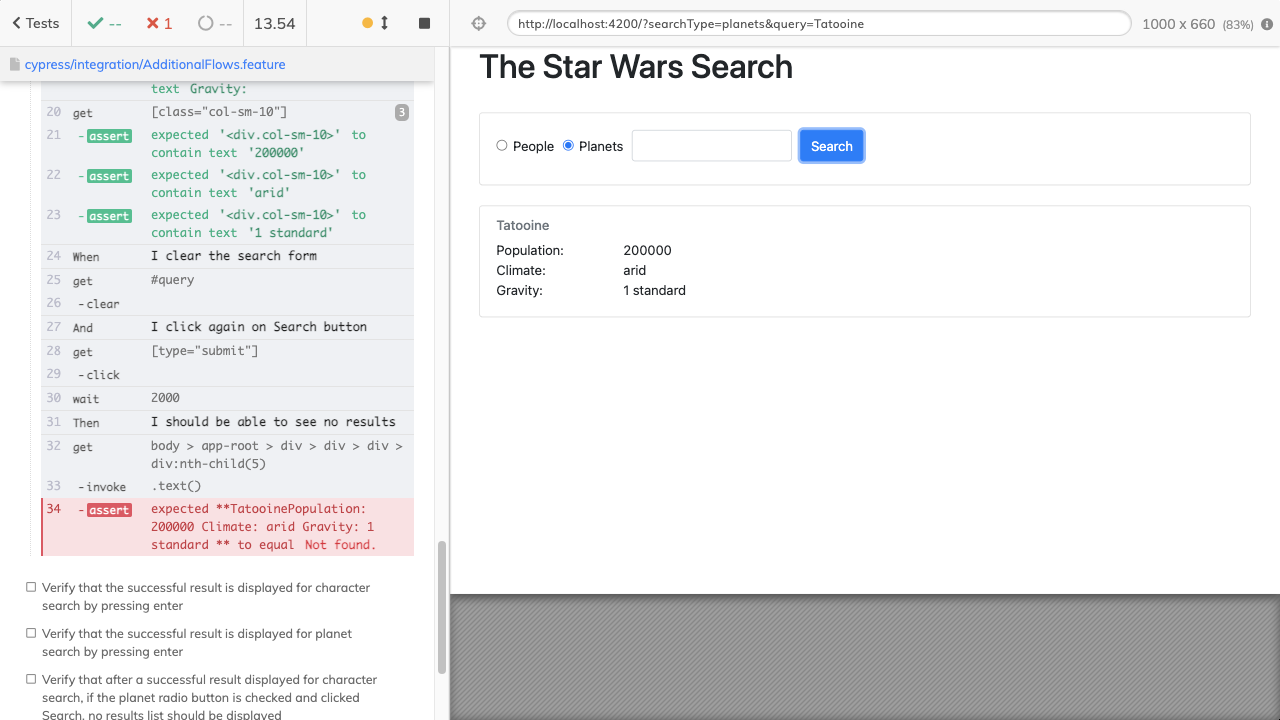 Tests
--
1
--
13.54
http://localhost:4200/?searchType=planets&query=Tatooine
1000 x 660 (83%)
cypress/integration/AdditionalFlows.feature
text Gravity:
20 get [class="col-sm-10"] 3
21 -assert expected '<div.col-sm-10>' to
contain text '200000'
22 -assert expected '<div.col-sm-10>' to
contain text 'arid'
23 -assert expected '<div.col-sm-10>' to
contain text '1 standard'
24 When I clear the search form
25 get #query
26 -clear
27 And I click again on Search button
28 get [type="submit"]
29 -click
30 wait 2000
31 Then I should be able to see no results
32 get body > app-root > div > div > div >
div:nth-child(5)
33 -invoke .text()
34 -assert expected **TatooinePopulation:
200000 Climate: arid Gravity: 1
standard ** to equal Not found.
Verify that the successful result is displayed for character
search by pressing enter
Verify that the successful result is displayed for planet
search by pressing enter
Verify that after a successful result displayed for character
search, if the planet radio button is checked and clicked
Search, no results list should be displayed
The Star Wars Search
People Planets Search
Tatooine
Population: 200000
Climate: arid
Gravity: 1 standard